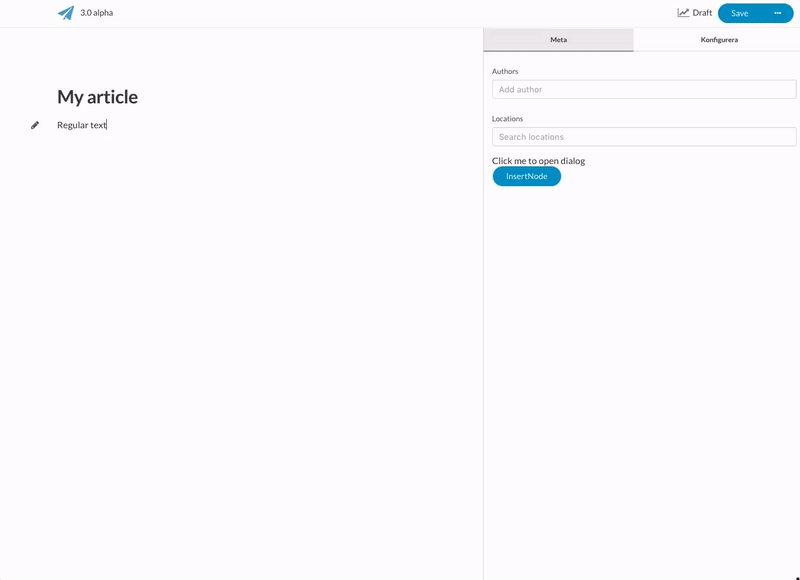 3.0 alpha
Draft
Save
Meta
Konfigurera
My article
Regular text
Authors
Add author
Locations
Search locations
Click me to open dialog
InsertNode